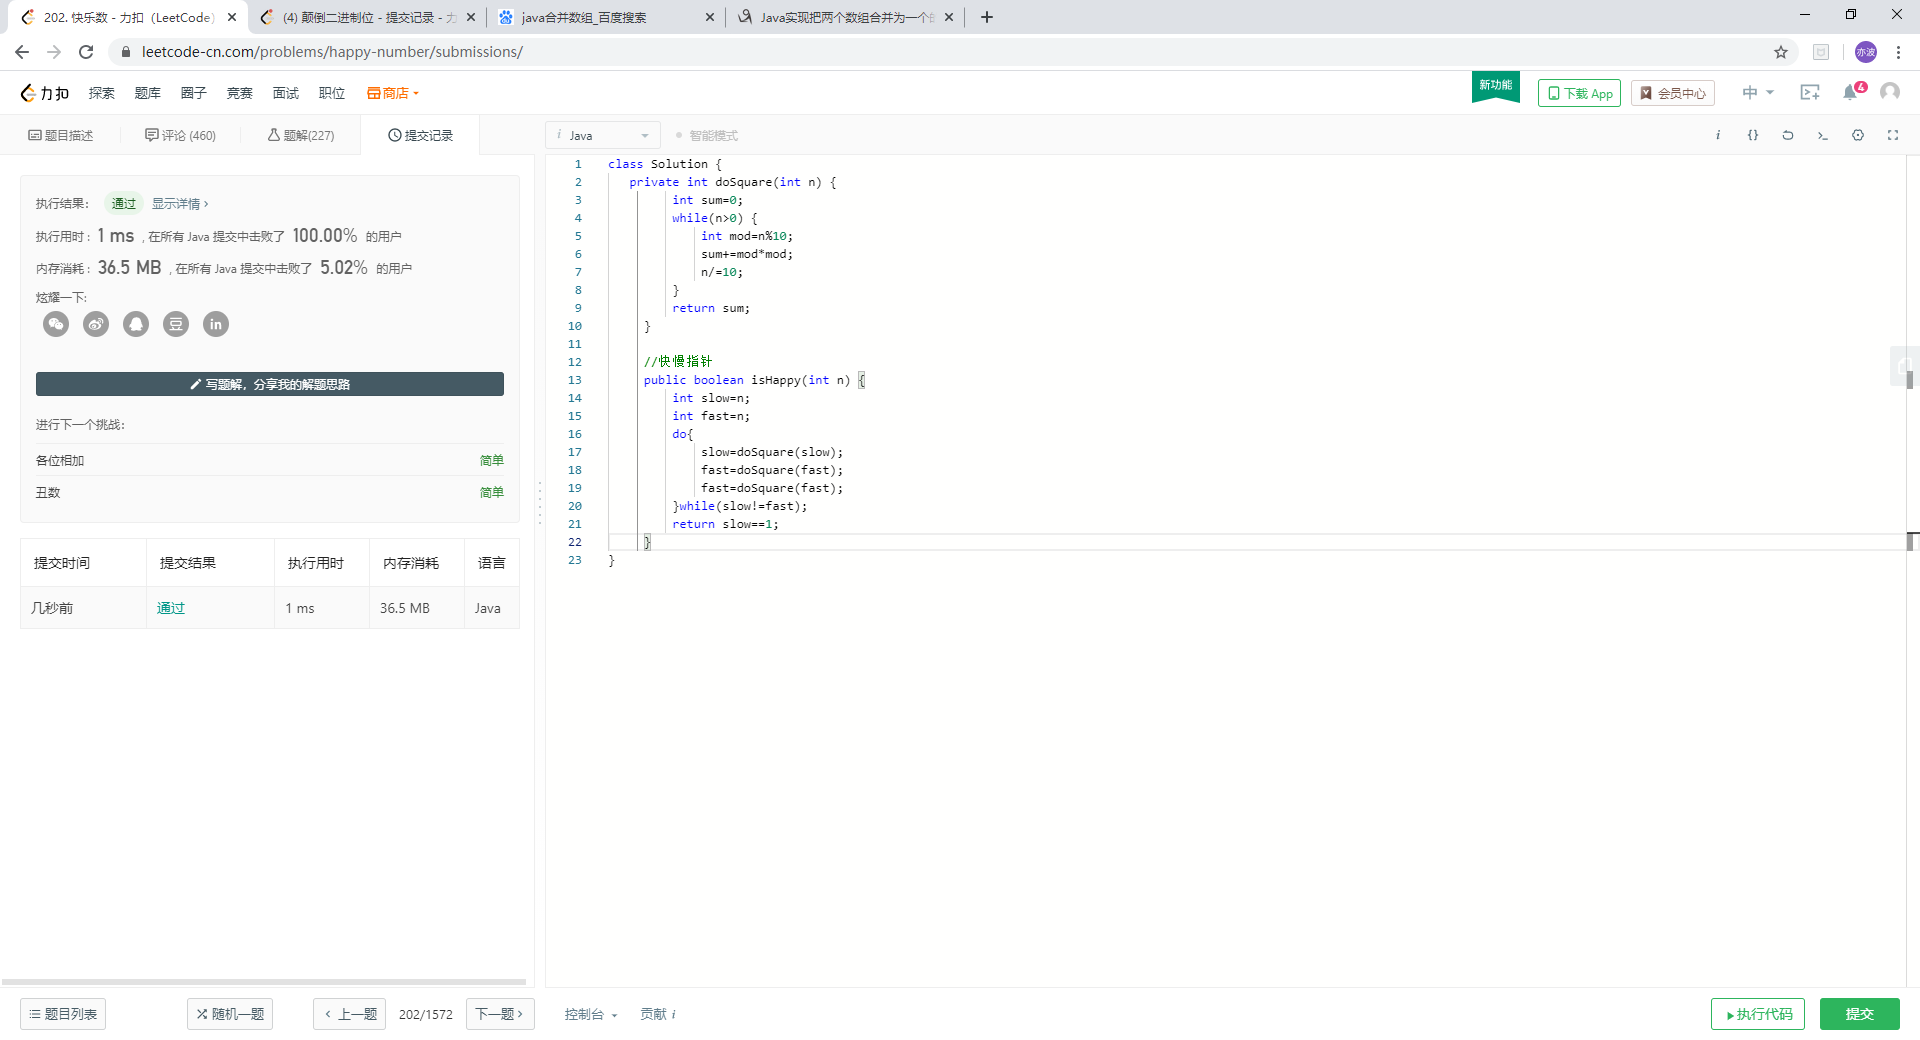 202. 快乐数 - 力扣（LeetCode）
(4) 颠倒二进制位 - 提交记录 - 力
java合并数组_百度搜索
Java实现把两个数组合并为一个的
leetcode-cn.com/problems/happy-number/submissions/
亦波
力扣 探索 题库 圈子 竞赛 面试 职位 商店
新功能
下载 App
会员中心
中
4
题目描述
评论 (460)
题解(227)
提交记录
i Java
智能模式
执行结果： 通过 显示详情 ›
执行用时 : 1 ms , 在所有 Java 提交中击败了 100.00% 的用户
内存消耗 : 36.5 MB , 在所有 Java 提交中击败了 5.02% 的用户
炫耀一下:
豆 in
写题解，分享我的解题思路
进行下一个挑战：
各位相加 简单
丑数 简单
提交时间 提交结果 执行用时 内存消耗 语言
几秒前 通过 1 ms 36.5 MB Java
1 class Solution {
2 private int doSquare(int n) {
3 int sum=0;
4 while(n>0) {
5 int mod=n%10;
6 sum+=mod*mod;
7 n/=10;
8 }
9 return sum;
10 }
11
12 //快慢指针
13 public boolean isHappy(int n) {
14 int slow=n;
15 int fast=n;
16 do{
17 slow=doSquare(slow);
18 fast=doSquare(fast);
19 fast=doSquare(fast);
20 }while(slow!=fast);
21 return slow==1;
22 }
23 }
题目列表
随机一题
‹ 上一题
202/1572
下一题 ›
控制台
贡献 i
执行代码
提交